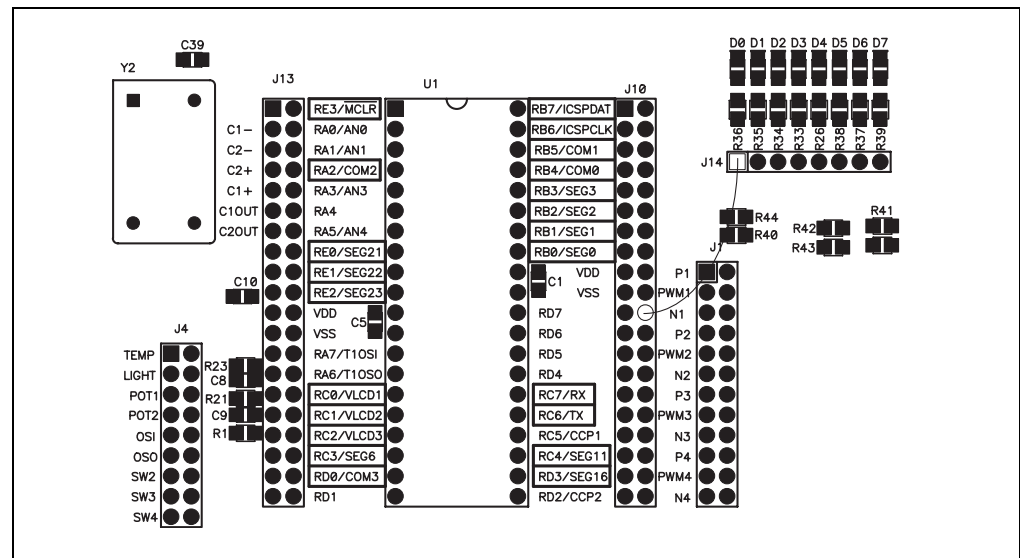 C39
Y2
J13
U1
J10
D0 D1 D2 D3 D4 D5 D6 D7
R36 R35 R34 R33 R26 R38 R37 R39
J14
C1-
C2-
C2+
C1+
C1OUT
C2OUT
RE3/MCLR
RA0/AN0
RA1/AN1
RA2/COM2
RA3/AN3
RA4
RA5/AN4
RE0/SEG21
RE1/SEG22
RE2/SEG23
VDD
VSS
RA7/T1OSI
RA6/T1OSO
RC0/VLCD1
RC1/VLCD2
RC2/VLCD3
RC3/SEG6
RD0/COM3
RD1
C10
C5
C1
RB7/ICSPDAT
RB6/ICSPCLK
RB5/COM1
RB4/COM0
RB3/SEG3
RB2/SEG2
RB1/SEG1
RB0/SEG0
VDD
VSS
RD7
RD6
RD5
RD4
RC7/RX
RC6/TX
RC5/CCP1
RC4/SEG11
RD3/SEG16
RD2/CCP2
R44
R40
R42
R43
R41
J1
P1
PWM1
N1
P2
PWM2
N2
P3
PWM3
N3
P4
PWM4
N4
J4
TEMP
LIGHT
POT1
POT2
OSI
OSO
SW2
SW3
SW4
R23
C8
R21
C9
R1